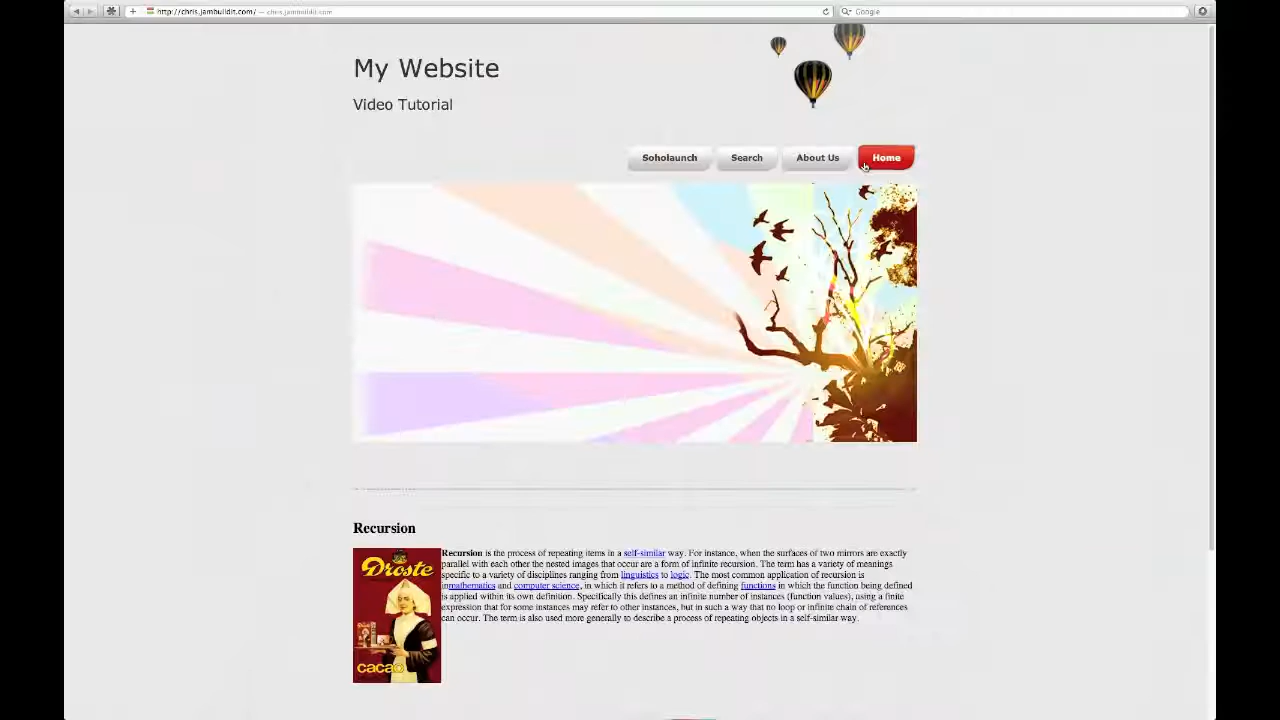 http://chris.jambuildit.com/ — chris.jambuildit.com
Google
My Website
Video Tutorial
Soholaunch
Search
About Us
Home
Recursion
Recursion is the process of repeating items in a self-similar way. For instance, when the surfaces of two mirrors are exactly
parallel with each other the nested images that occur are a form of infinite recursion. The term has a variety of meanings
specific to a variety of disciplines ranging from linguistics to logic. The most common application of recursion is
inmathematics and computer science, in which it refers to a method of defining functions in which the function being defined
is applied within its own definition. Specifically this defines an infinite number of instances (function values), using a finite
expression that for some instances may refer to other instances, but in such a way that no loop or infinite chain of references
can occur. The term is also used more generally to describe a process of repeating objects in a self-similar way.
Droste
cacao